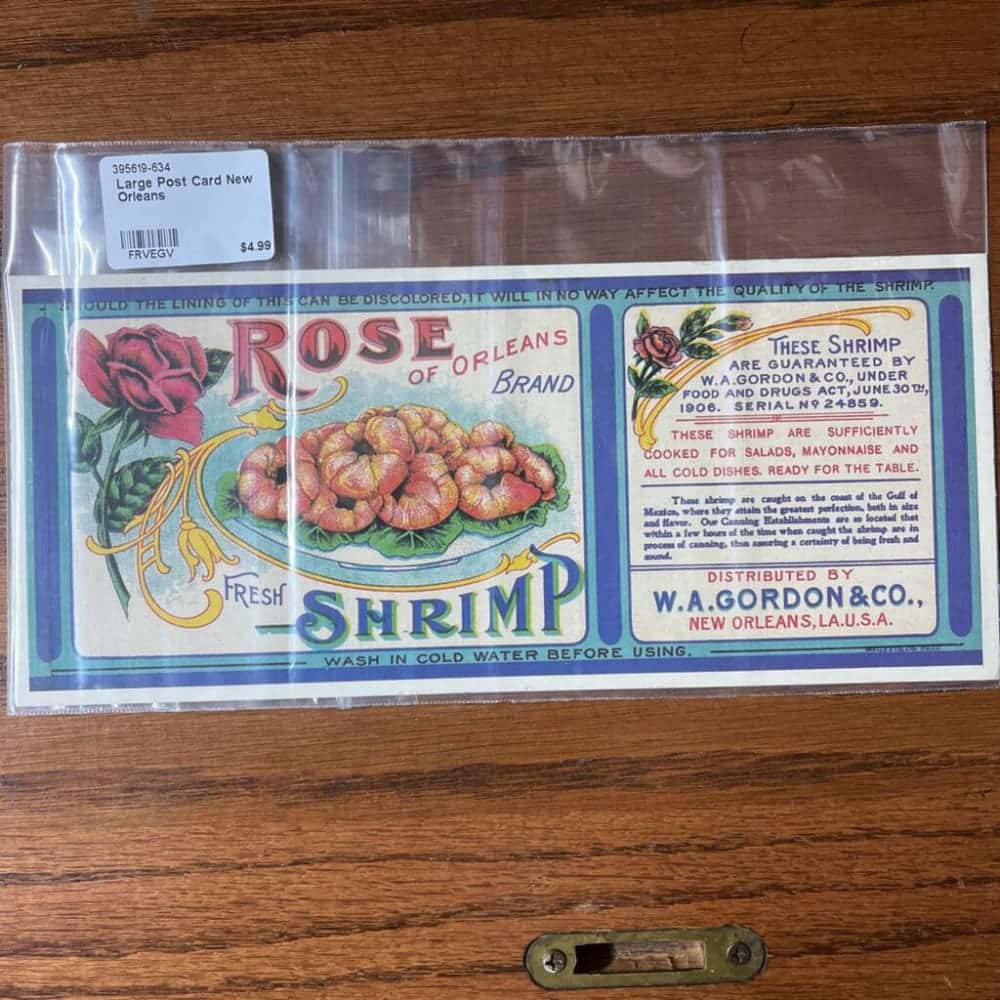 395619-634
Large Post Card New
Orleans
FRVEGV
$4.99
SHOULD THE LINING OF THIS CAN BE DISCOLORED, IT WILL IN NO WAY AFFECT THE QUALITY OF THE SHRIMP.
ROSE
OF ORLEANS
BRAND
FRESH
SHRIMP
WASH IN COLD WATER BEFORE USING.
THESE SHRIMP
ARE GUARANTEED BY
W.A.GORDON & CO., UNDER
FOOD AND DRUGS ACT, JUNE 30TH,
1906. SERIAL Nº 24859.
THESE SHRIMP ARE SUFFICIENTLY
COOKED FOR SALADS, MAYONNAISE AND
ALL COLD DISHES. READY FOR THE TABLE.
These shrimp are caught on the coast of the Gulf of
Mexico, where they attain the greatest perfection, both in size
and flavor. Our Canning Establishments are so located that
within a few hours of the time when caught the shrimp are in
process of canning, thus assuring a certainty of being fresh and
sound.
DISTRIBUTED BY
W.A.GORDON & CO.,
NEW ORLEANS, LA. U.S.A.